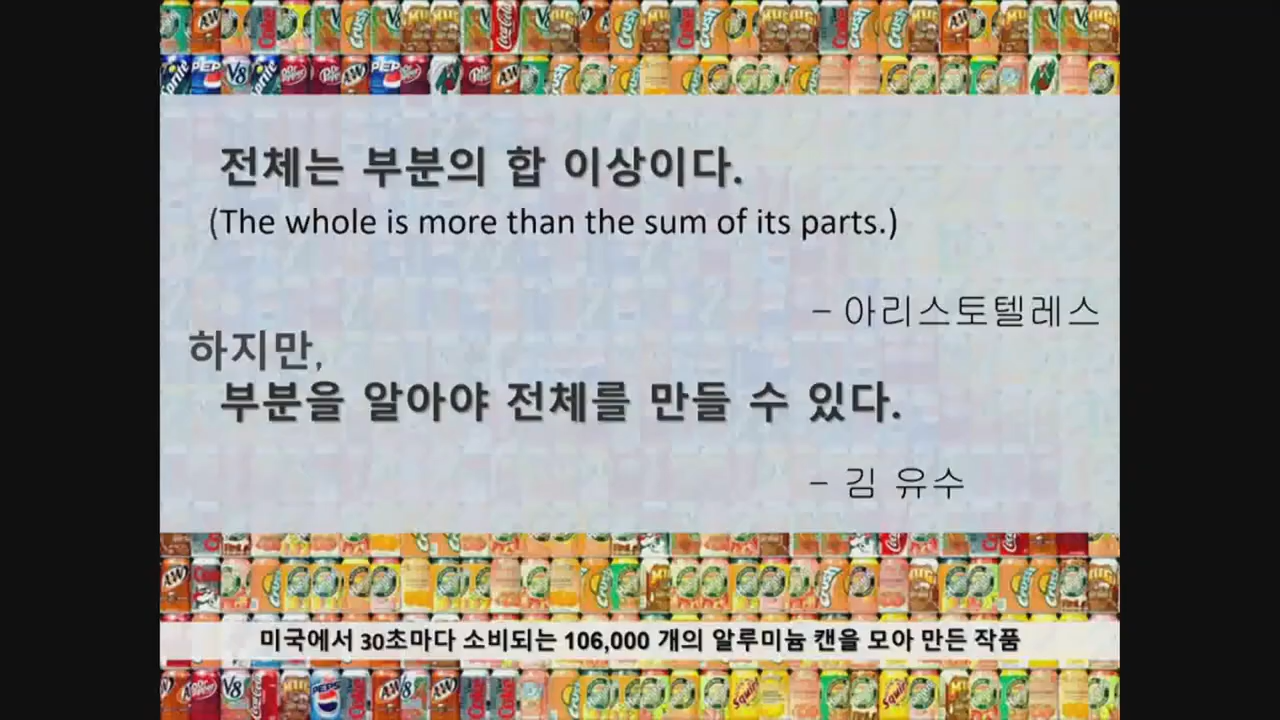 전체는 부분의 합 이상이다.
(The whole is more than the sum of its parts.)
– 아리스토텔레스
하지만,
부분을 알아야 전체를 만들 수 있다.
– 김 유수
미국에서 30초마다 소비되는 106,000 개의 알루미늄 캔을 모아 만든 작품